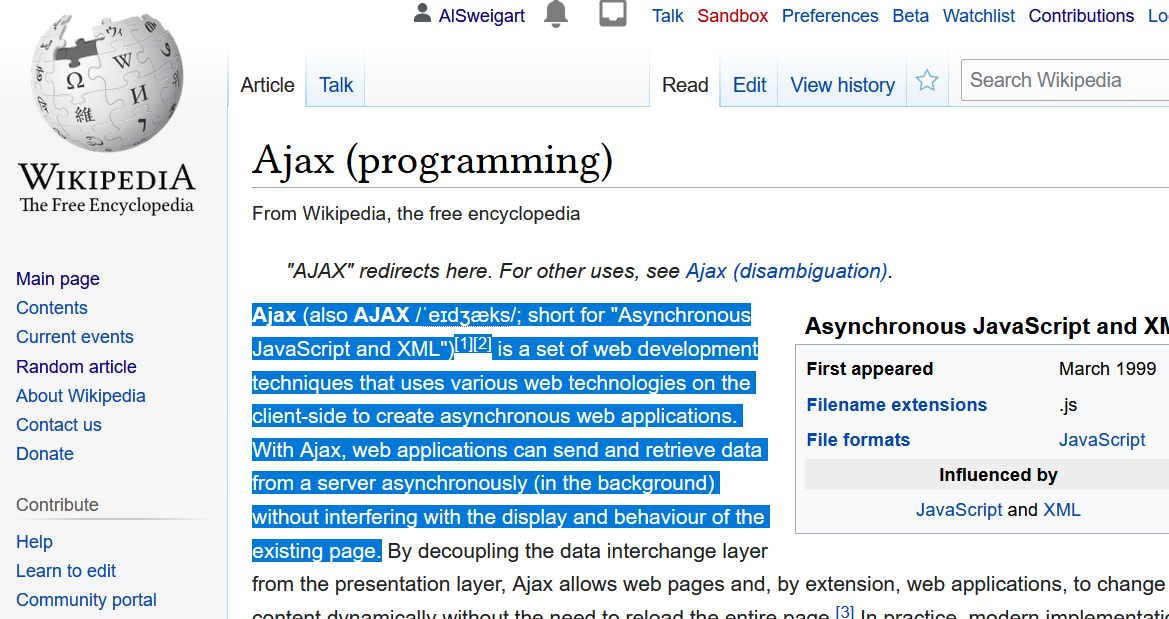 AlSweigart Talk Sandbox Preferences Beta Watchlist Contributions Lo
Article Talk Read Edit View history Search Wikipedia
Ω W И 維
WIKIPEDIA
The Free Encyclopedia
Main page
Contents
Current events
Random article
About Wikipedia
Contact us
Donate
Contribute
Help
Learn to edit
Community portal
Ajax (programming)
From Wikipedia, the free encyclopedia
"AJAX" redirects here. For other uses, see Ajax (disambiguation).
Ajax (also AJAX /ˈeɪdʒæks/; short for "Asynchronous
JavaScript and XML")[1][2] is a set of web development
techniques that uses various web technologies on the
client-side to create asynchronous web applications.
With Ajax, web applications can send and retrieve data
from a server asynchronously (in the background)
without interfering with the display and behaviour of the
existing page. By decoupling the data interchange layer
from the presentation layer, Ajax allows web pages and, by extension, web applications, to change
content dynamically without the need to reload the entire page.[3] In practice, modern implementatio
Asynchronous JavaScript and XM
First appeared March 1999
Filename extensions .js
File formats JavaScript
Influenced by
JavaScript and XML